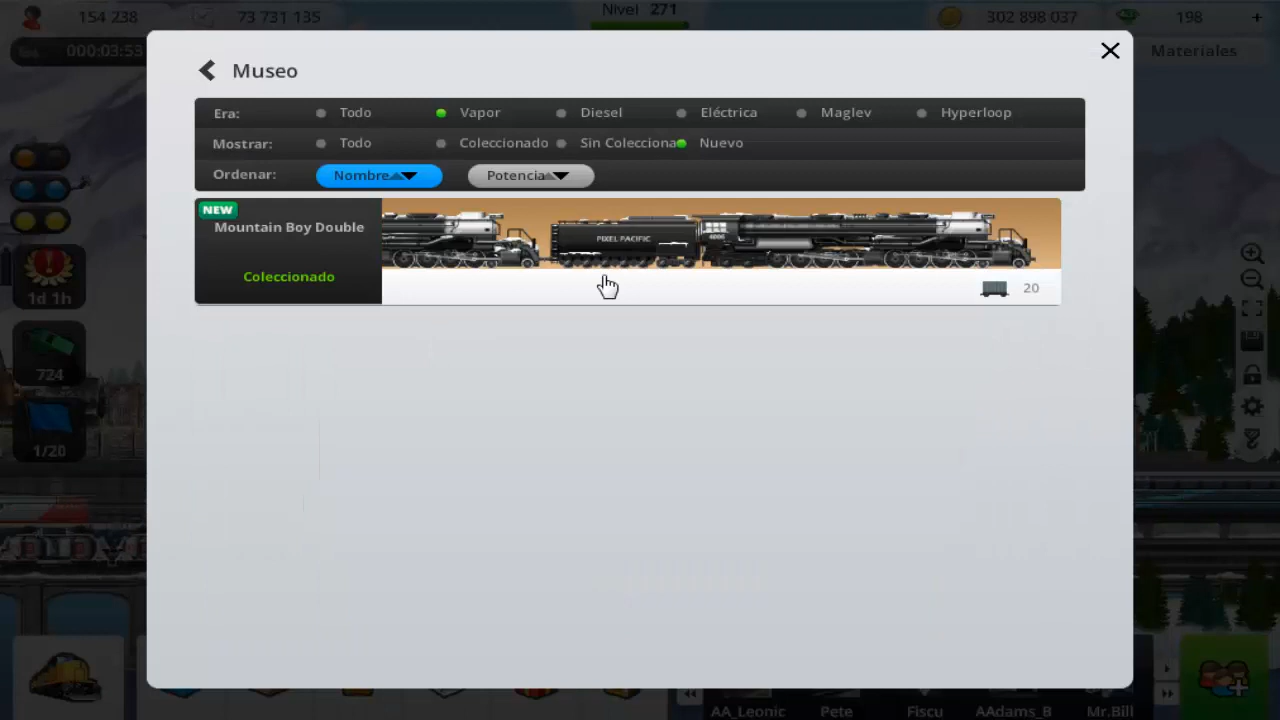 154 238
73 731 135
Nivel 271
302 898 037
198
+
000:03:53
Materiales
Museo
Era: Todo Vapor Diesel Eléctrica Maglev Hyperloop
Mostrar: Todo Coleccionado Sin Colecciona Nuevo
Ordenar: Nombre Potencia
NEW
Mountain Boy Double
PIXEL PACIFIC
4006
Coleccionado
20
1d 1h
724
1/20
AA_Leonic Pete Fiscu AAdams_B Mr.Bill